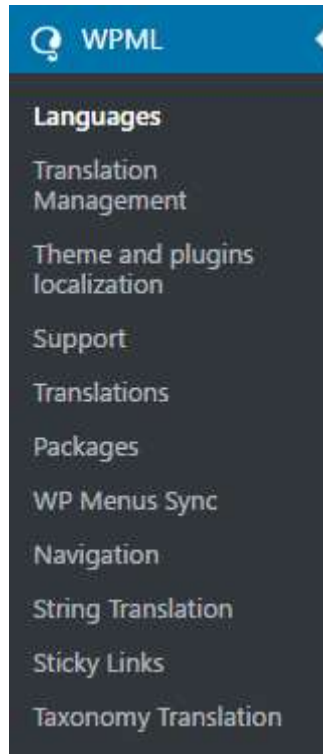 WPML
Languages
Translation
Management
Theme and plugins
localization
Support
Translations
Packages
WP Menus Sync
Navigation
String Translation
Sticky Links
Taxonomy Translation